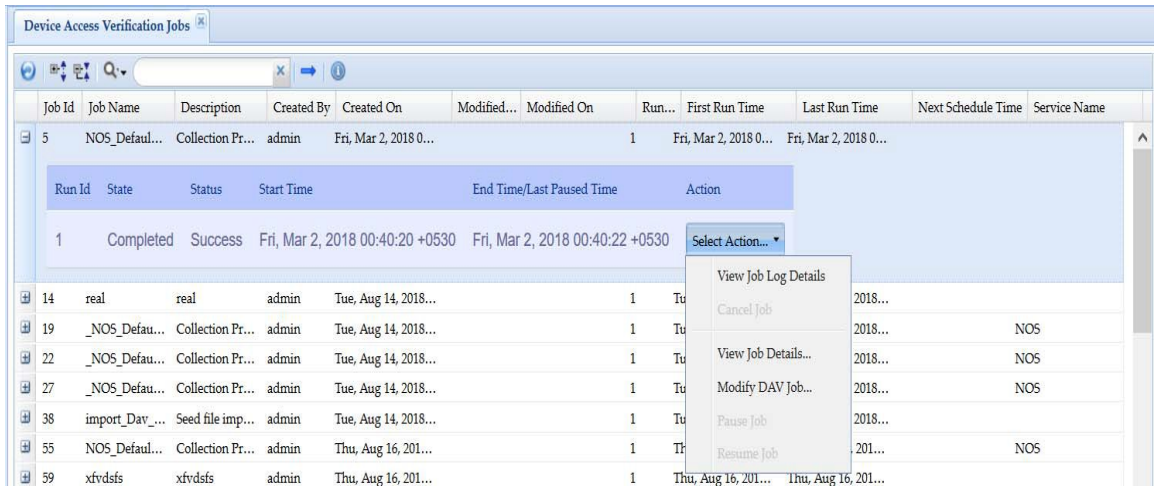 Device Access Verification Jobs
Job Id Job Name Description Created By Created On Modified... Modified On Run... First Run Time Last Run Time Next Schedule Time Service Name
5 NOS_Defaul... Collection Pr... admin Fri, Mar 2, 2018 0... 1 Fri, Mar 2, 2018 0... Fri, Mar 2, 2018 0...
Run Id State Status Start Time End Time/Last Paused Time Action
1 Completed Success Fri, Mar 2, 2018 00:40:20 +0530 Fri, Mar 2, 2018 00:40:22 +0530 Select Action...
View Job Log Details
Cancel Job
View Job Details...
Modify DAV Job...
Pause Job
Resume Job
14 real real admin Tue, Aug 14, 2018... 1 Tu 2018...
19 _NOS_Defau... Collection Pr... admin Tue, Aug 14, 2018... 1 Tu 2018... NOS
22 _NOS_Defau... Collection Pr... admin Tue, Aug 14, 2018... 1 Tu 2018... NOS
27 _NOS_Defau... Collection Pr... admin Tue, Aug 14, 2018... 1 Tu 2018... NOS
38 import_Dav_... Seed file imp... admin Tue, Aug 14, 2018... 1 Tu 2018...
55 NOS_Defaul... Collection Pr... admin Thu, Aug 16, 201... 1 Th 201... NOS
59 xfvdsfs xfvdsfs admin Thu, Aug 16, 201... 1 Thu, Aug 16, 201... Thu, Aug 16, 201...